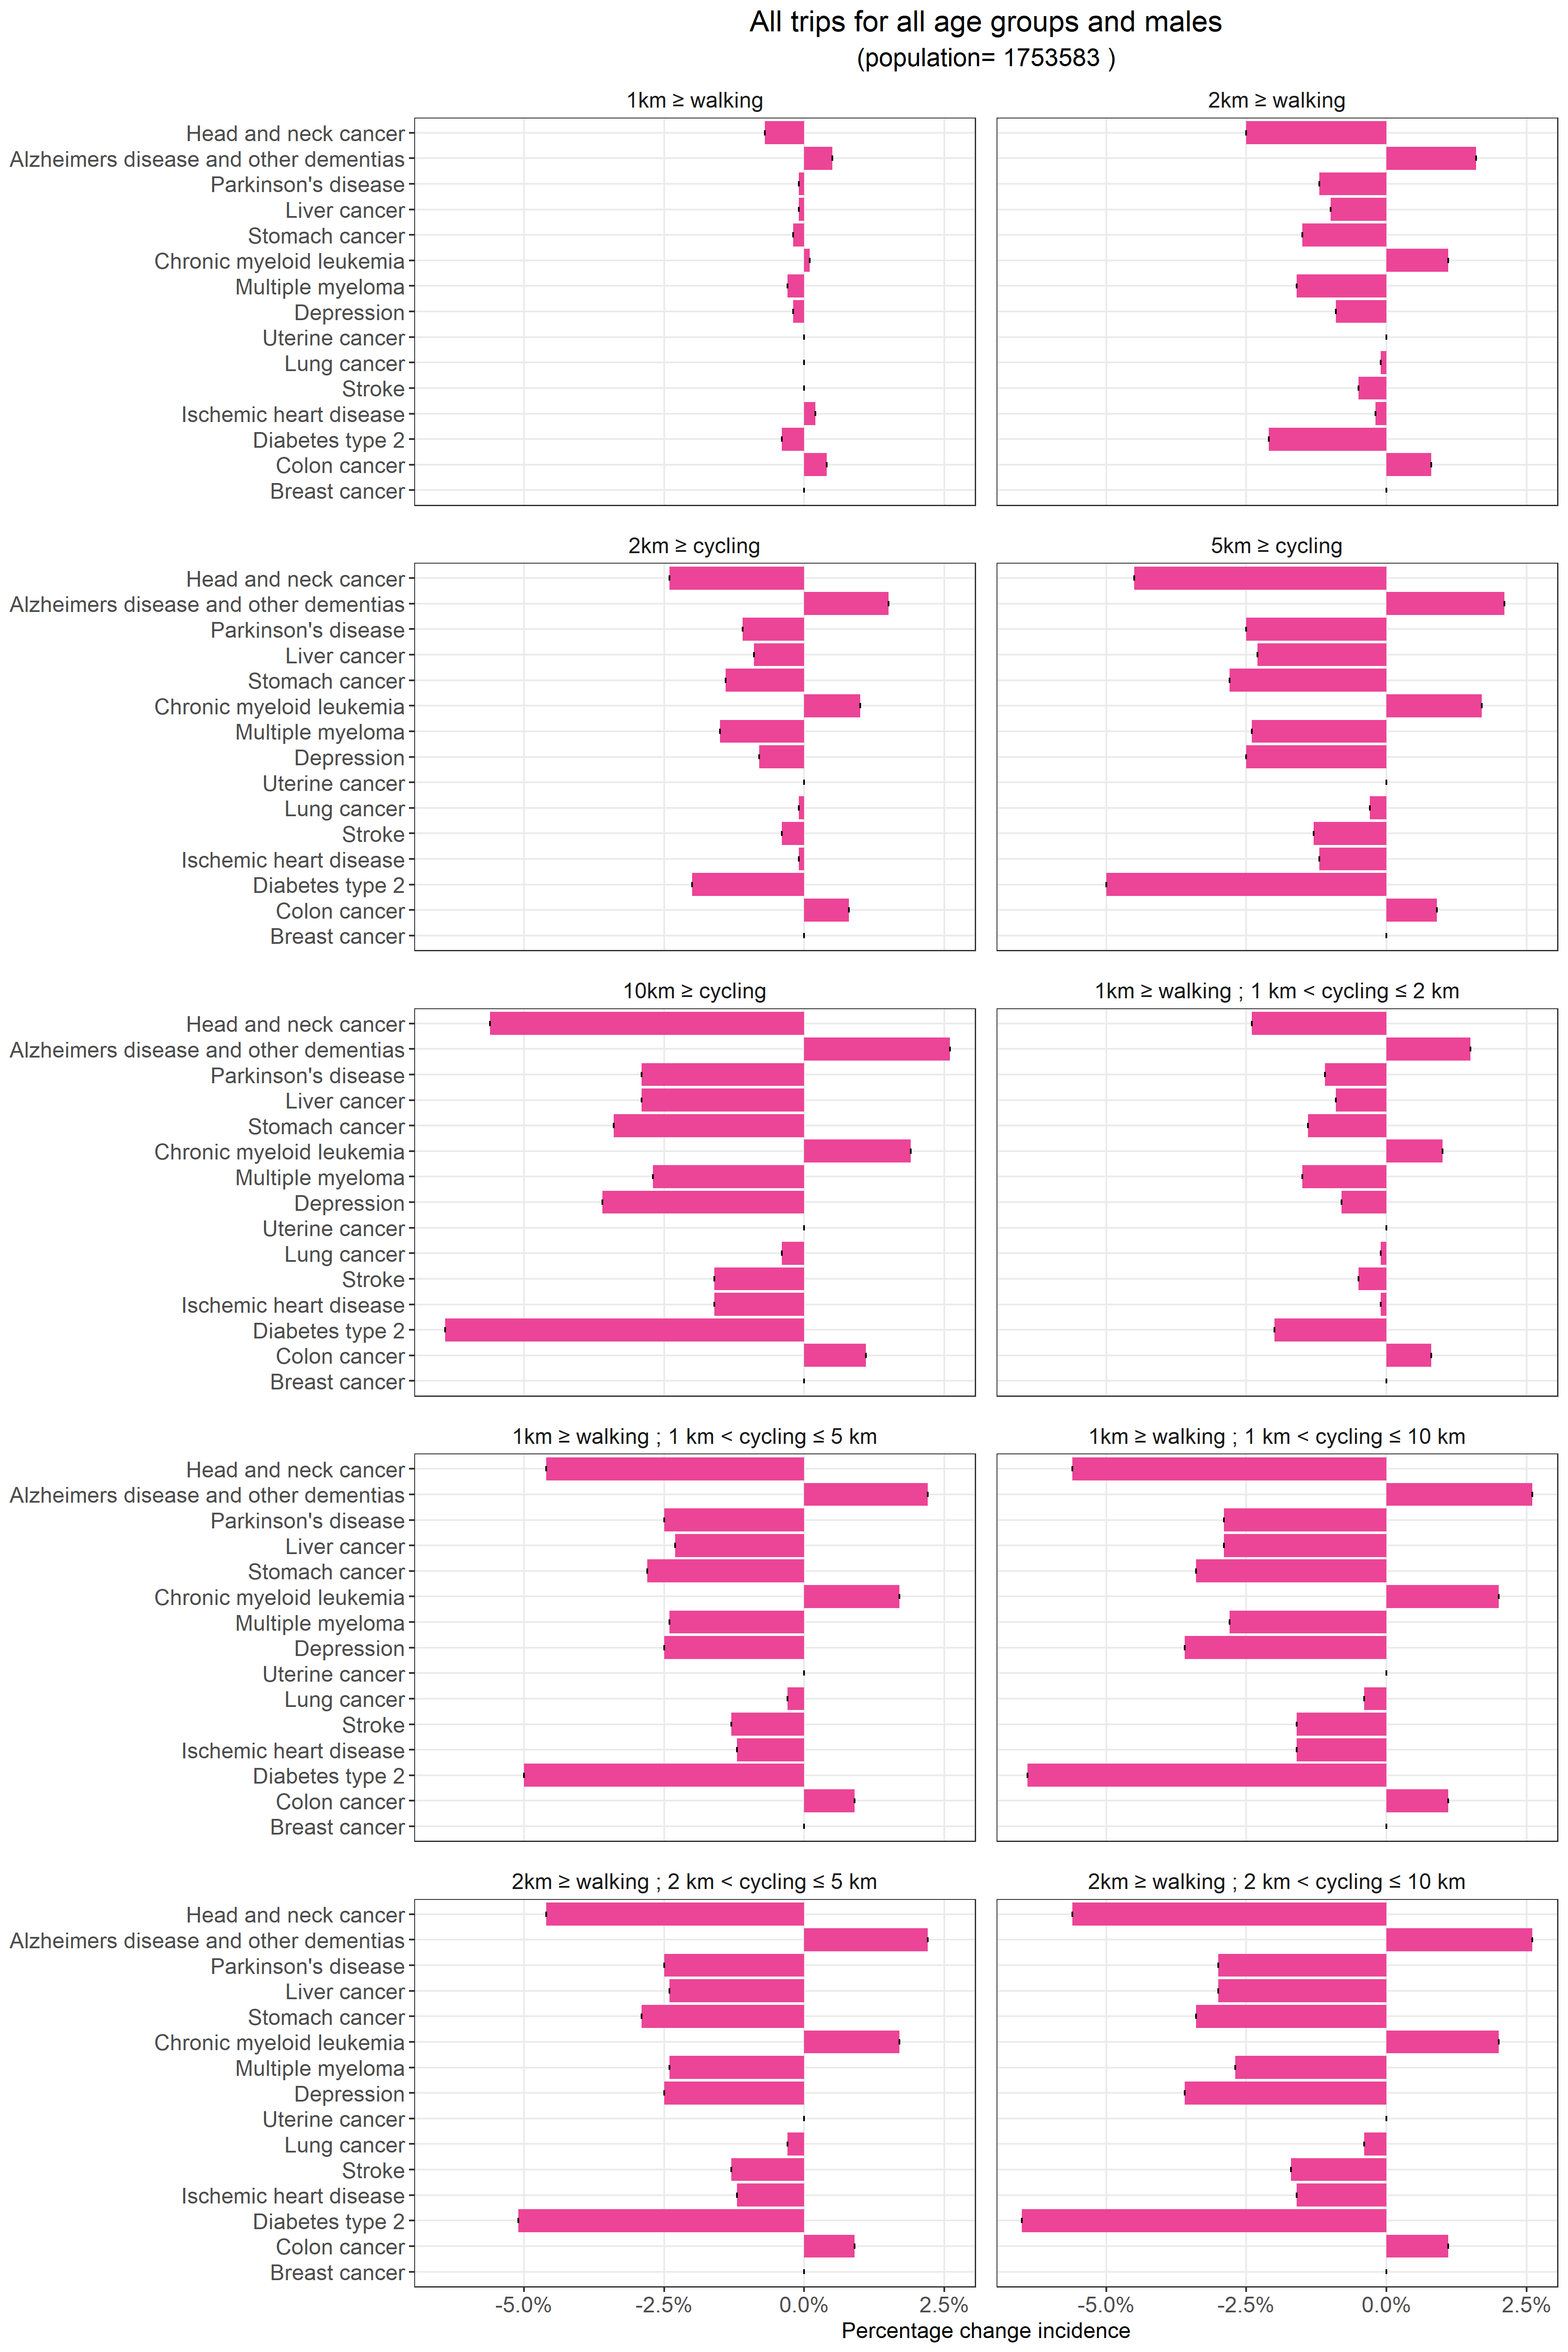 All trips for all age groups and males
(population= 1753583 )
1km ≥ walking
2km ≥ walking
Head and neck cancer
Alzheimers disease and other dementias
Parkinson's disease
Liver cancer
Stomach cancer
Chronic myeloid leukemia
Multiple myeloma
Depression
Uterine cancer
Lung cancer
Stroke
Ischemic heart disease
Diabetes type 2
Colon cancer
Breast cancer
2km ≥ cycling
5km ≥ cycling
Head and neck cancer
Alzheimers disease and other dementias
Parkinson's disease
Liver cancer
Stomach cancer
Chronic myeloid leukemia
Multiple myeloma
Depression
Uterine cancer
Lung cancer
Stroke
Ischemic heart disease
Diabetes type 2
Colon cancer
Breast cancer
10km ≥ cycling
1km ≥ walking ; 1 km < cycling ≤ 2 km
Head and neck cancer
Alzheimers disease and other dementias
Parkinson's disease
Liver cancer
Stomach cancer
Chronic myeloid leukemia
Multiple myeloma
Depression
Uterine cancer
Lung cancer
Stroke
Ischemic heart disease
Diabetes type 2
Colon cancer
Breast cancer
1km ≥ walking ; 1 km < cycling ≤ 5 km
1km ≥ walking ; 1 km < cycling ≤ 10 km
Head and neck cancer
Alzheimers disease and other dementias
Parkinson's disease
Liver cancer
Stomach cancer
Chronic myeloid leukemia
Multiple myeloma
Depression
Uterine cancer
Lung cancer
Stroke
Ischemic heart disease
Diabetes type 2
Colon cancer
Breast cancer
2km ≥ walking ; 2 km < cycling ≤ 5 km
2km ≥ walking ; 2 km < cycling ≤ 10 km
Head and neck cancer
Alzheimers disease and other dementias
Parkinson's disease
Liver cancer
Stomach cancer
Chronic myeloid leukemia
Multiple myeloma
Depression
Uterine cancer
Lung cancer
Stroke
Ischemic heart disease
Diabetes type 2
Colon cancer
Breast cancer
-5.0% -2.5% 0.0% 2.5%
-5.0% -2.5% 0.0% 2.5%
Percentage change incidence